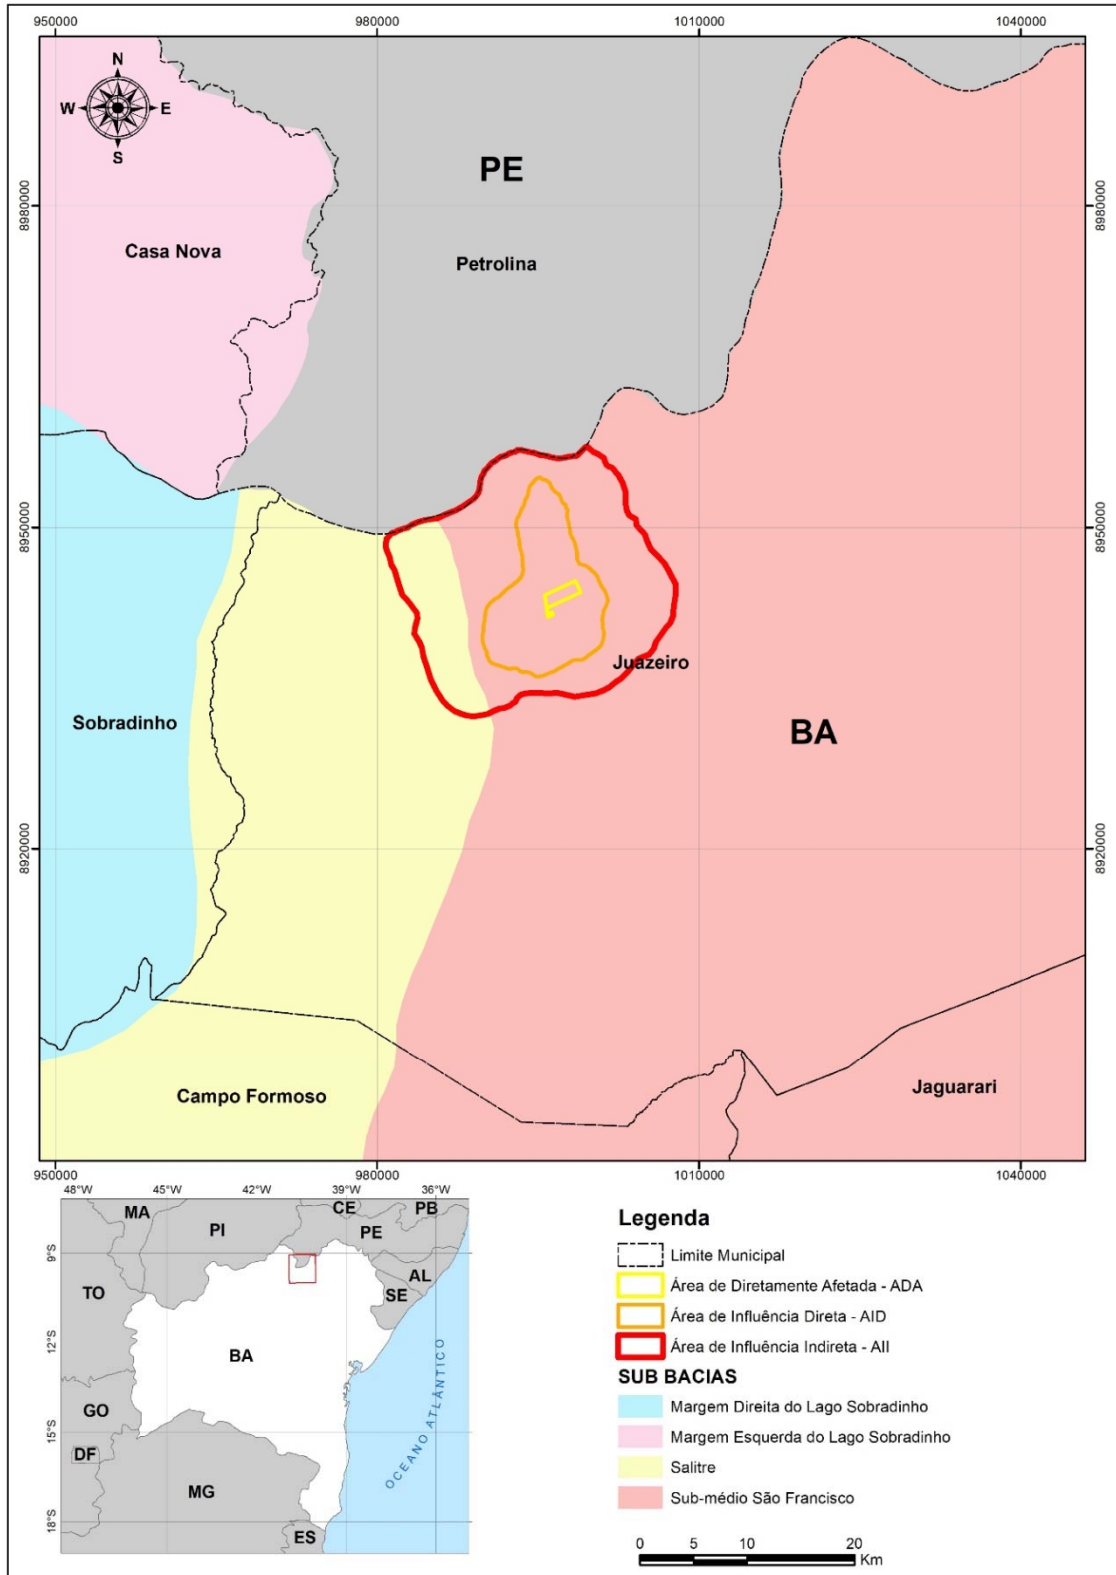 950000 980000 1010000 1040000
N
W E
S
PE
8980000 8980000
Casa Nova
Petrolina
8950000 8950000
Juazeiro
Sobradinho
BA
8920000 8920000
Campo Formoso
Jaguarari
950000 980000 1010000 1040000
48°W 45°W 42°W 39°W 36°W
MA
PI
CE
PB
PE
9°S
TO
AL
SE
12°S
BA
GO
15°S
DF
OCEANO ATLÂNTICO
MG
18°S
ES
Legenda
Limite Municipal
Área de Diretamente Afetada - ADA
Área de Influência Direta - AID
Área de Influência Indireta - AII
SUB BACIAS
Margem Direita do Lago Sobradinho
Margem Esquerda do Lago Sobradinho
Salitre
Sub-médio São Francisco
0 5 10 20
Km